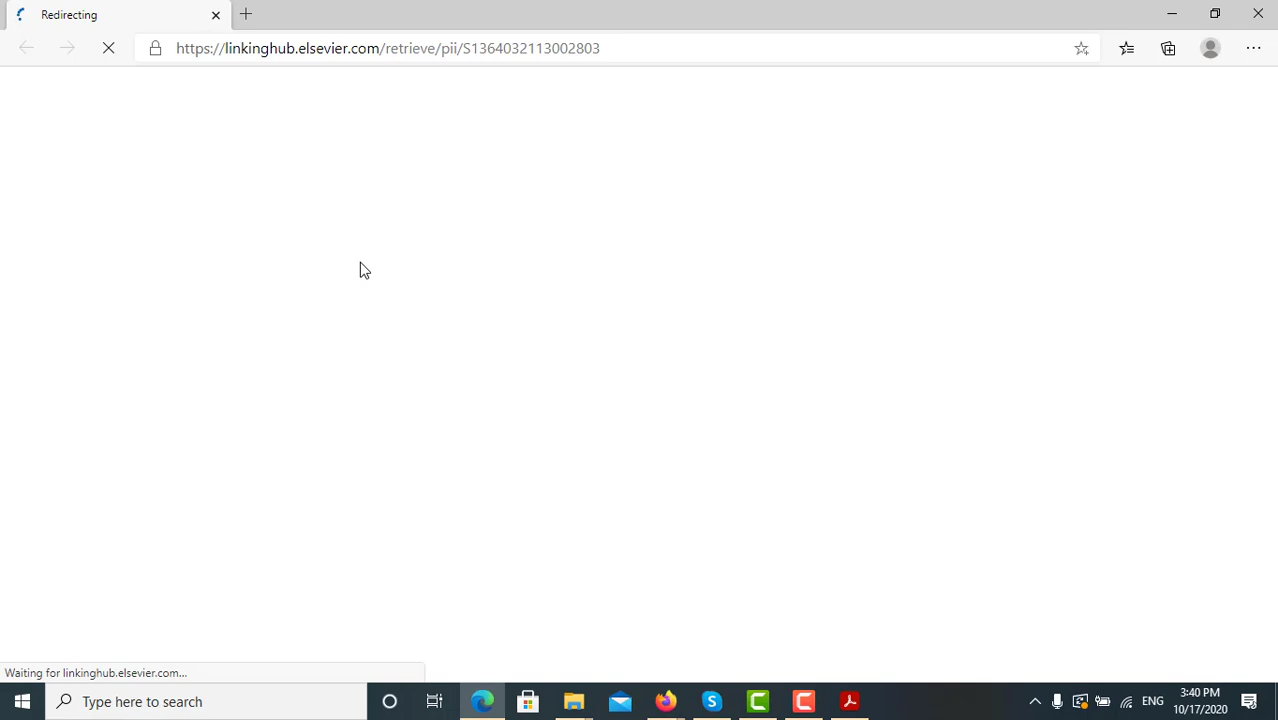 Redirecting
https://linkinghub.elsevier.com/retrieve/pii/S1364032113002803
Waiting for linkinghub.elsevier.com...
Type here to search
S
ENG
3:40 PM
10/17/2020